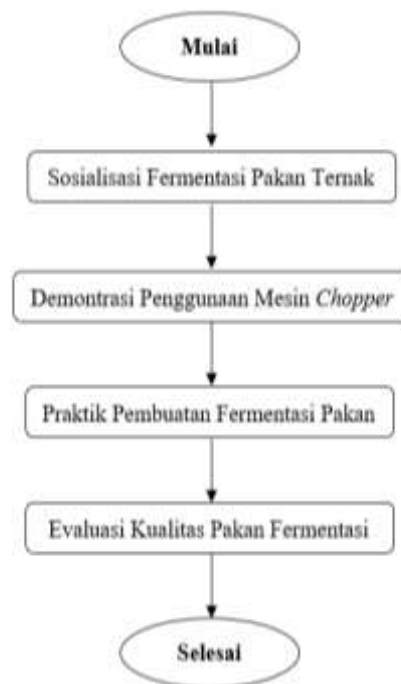 Mulai
Sosialisasi Fermentasi Pakan Ternak
Demontrasi Penggunaan Mesin Chopper
Praktik Pembuatan Fermentasi Pakan
Evaluasi Kualitas Pakan Fermentasi
Selesai